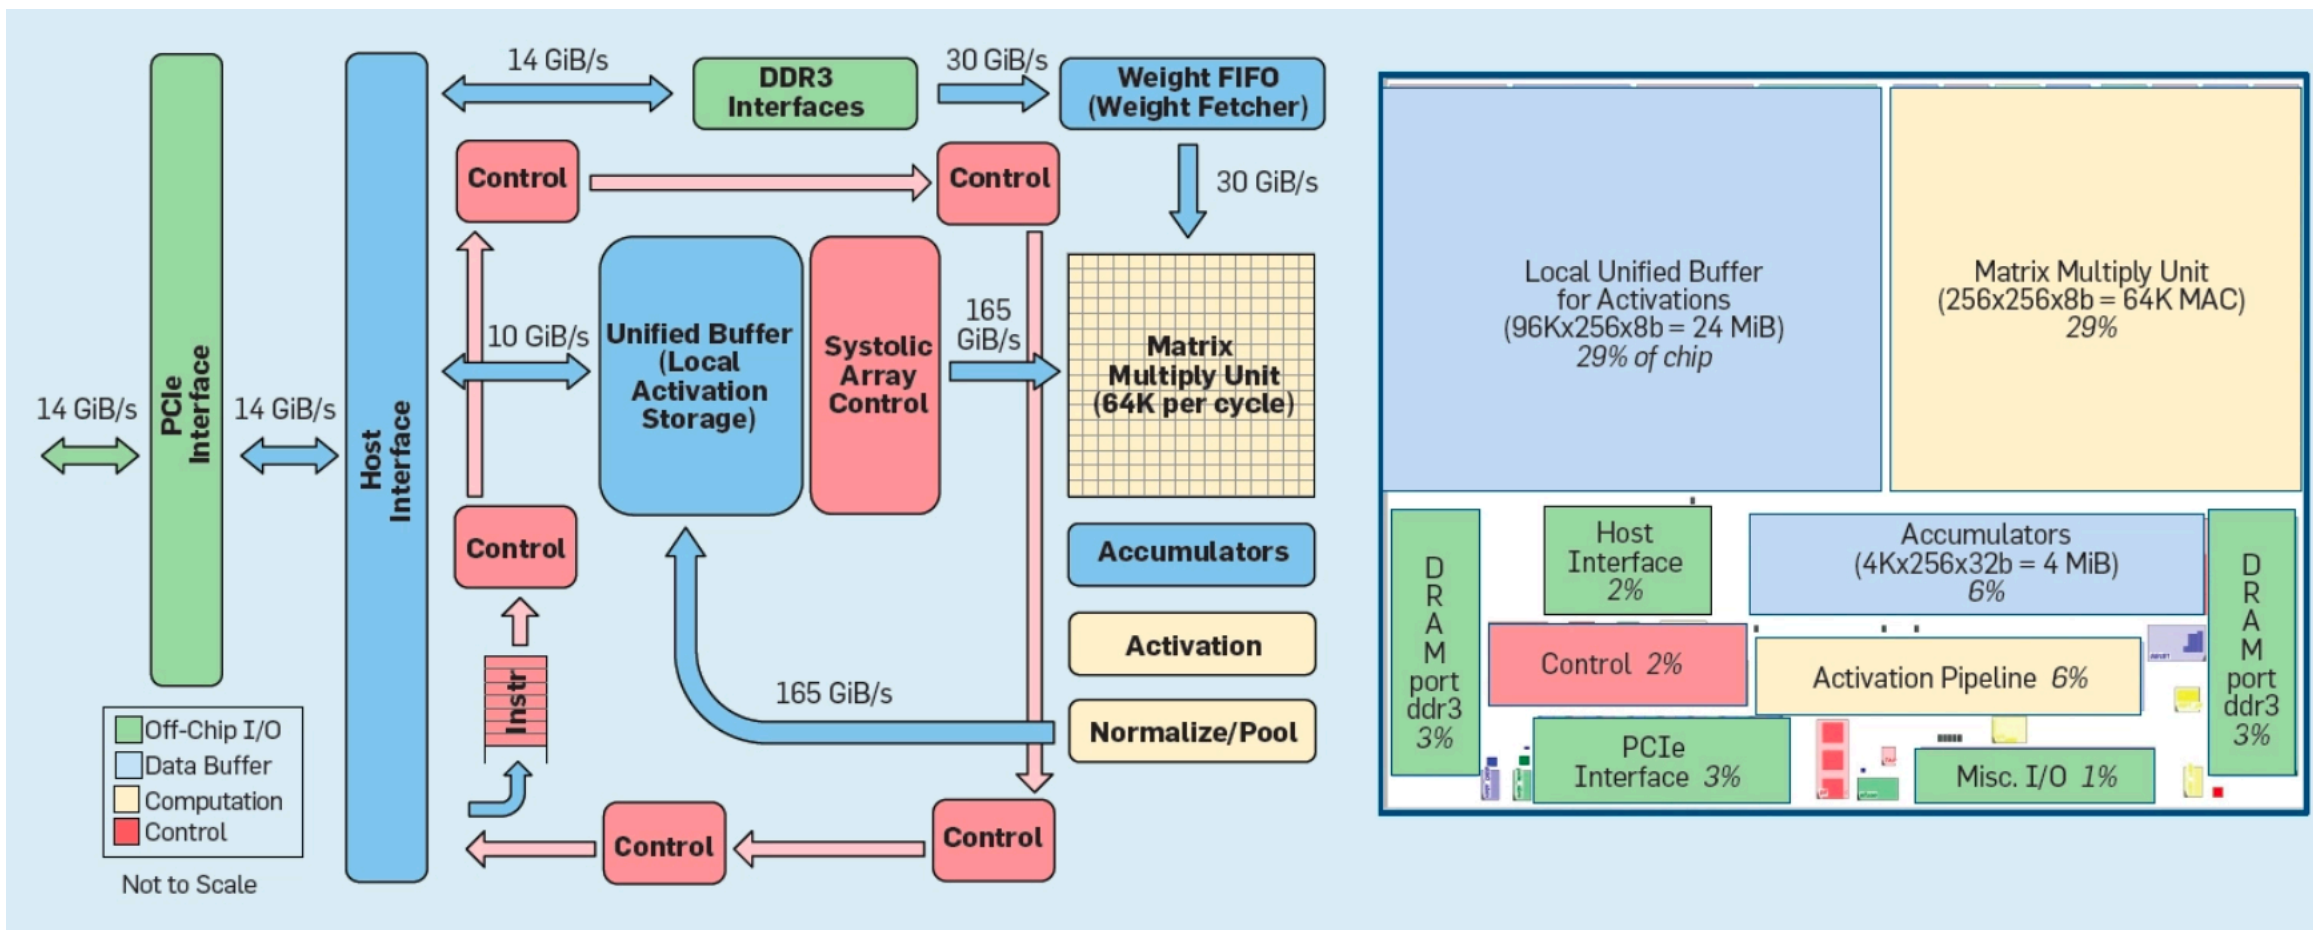 14 GiB/s
PCIe
Interface
14 GiB/s
Host
Interface
14 GiB/s
DDR3
Interfaces
30 GiB/s
Weight FIFO
(Weight Fetcher)
30 GiB/s
Control
Control
10 GiB/s
Unified Buffer
(Local
Activation
Storage)
Systolic
Array
Control
165
GiB/s
Matrix
Multiply Unit
(64K per cycle)
Control
Accumulators
Activation
Instr
165 GiB/s
Normalize/Pool
Control
Control
Off-Chip I/O
Data Buffer
Computation
Control
Not to Scale
Local Unified Buffer
for Activations
(96Kx256x8b = 24 MiB)
29% of chip
Matrix Multiply Unit
(256x256x8b = 64K MAC)
29%
D
R
A
M
port
ddr3
3%
Host
Interface
2%
Accumulators
(4Kx256x32b = 4 MiB)
6%
D
R
A
M
port
ddr3
3%
Control 2%
Activation Pipeline 6%
PCIe
Interface 3%
Misc. I/O 1%